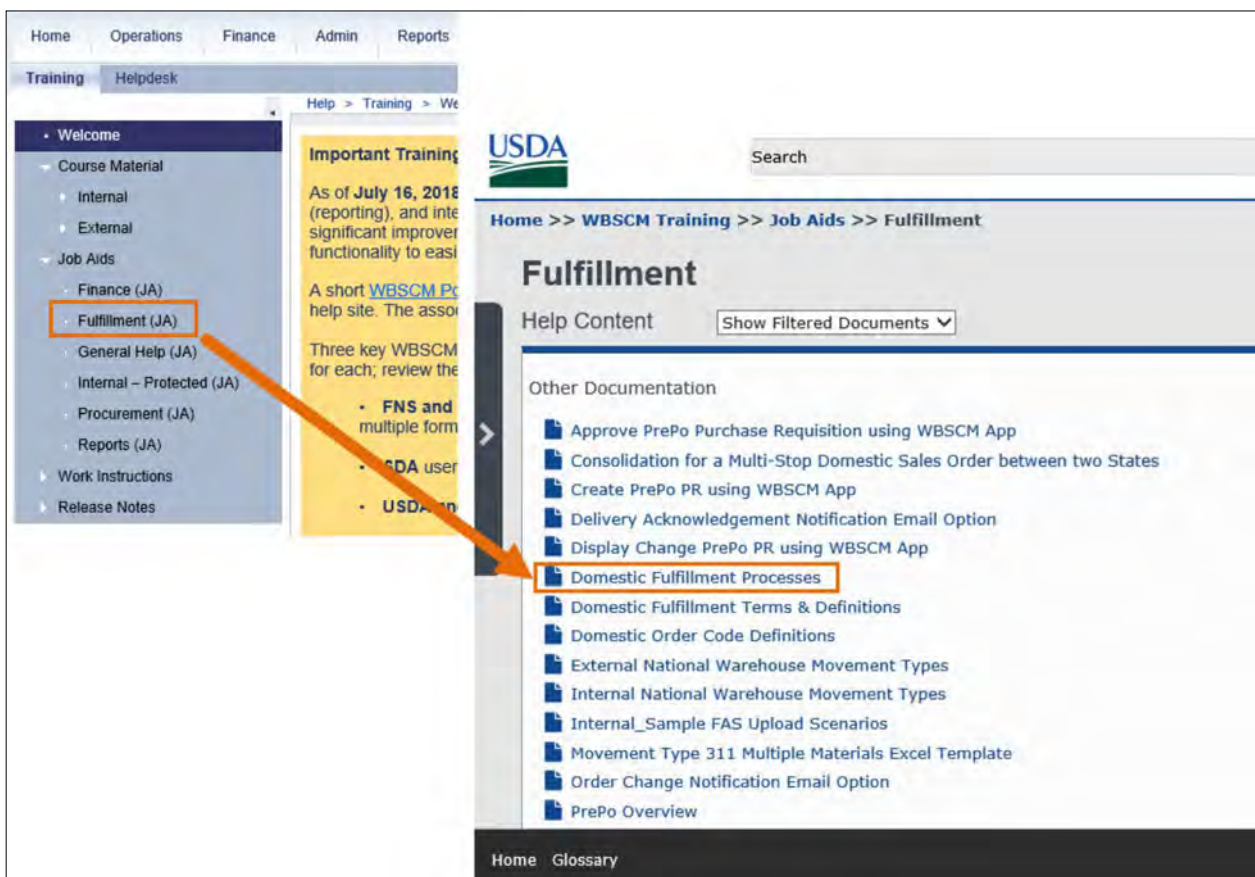 Home Operations Finance Admin Reports
Training Helpdesk
Help > Training > We
• Welcome
Course Material
Internal
External
Job Aids
Finance (JA)
Fulfillment (JA)
General Help (JA)
Internal – Protected (JA)
Procurement (JA)
Reports (JA)
Work Instructions
Release Notes
Important Training
As of July 16, 2018
(reporting), and inte
significant improver
functionality to easi
A short WBSCM Po
help site. The asso
Three key WBSCM
for each; review the
• FNS and
multiple form
user
• USDA
USDA
Search
Home >> WBSCM Training >> Job Aids >> Fulfillment
Fulfillment
Help Content Show Filtered Documents
Other Documentation
Approve PrePo Purchase Requisition using WBSCM App
Consolidation for a Multi-Stop Domestic Sales Order between two States
Create PrePo PR using WBSCM App
Delivery Acknowledgement Notification Email Option
Display Change PrePo PR using WBSCM App
Domestic Fulfillment Processes
Domestic Fulfillment Terms & Definitions
Domestic Order Code Definitions
External National Warehouse Movement Types
Internal National Warehouse Movement Types
Internal_Sample FAS Upload Scenarios
Movement Type 311 Multiple Materials Excel Template
Order Change Notification Email Option
PrePo Overview
Home Glossary